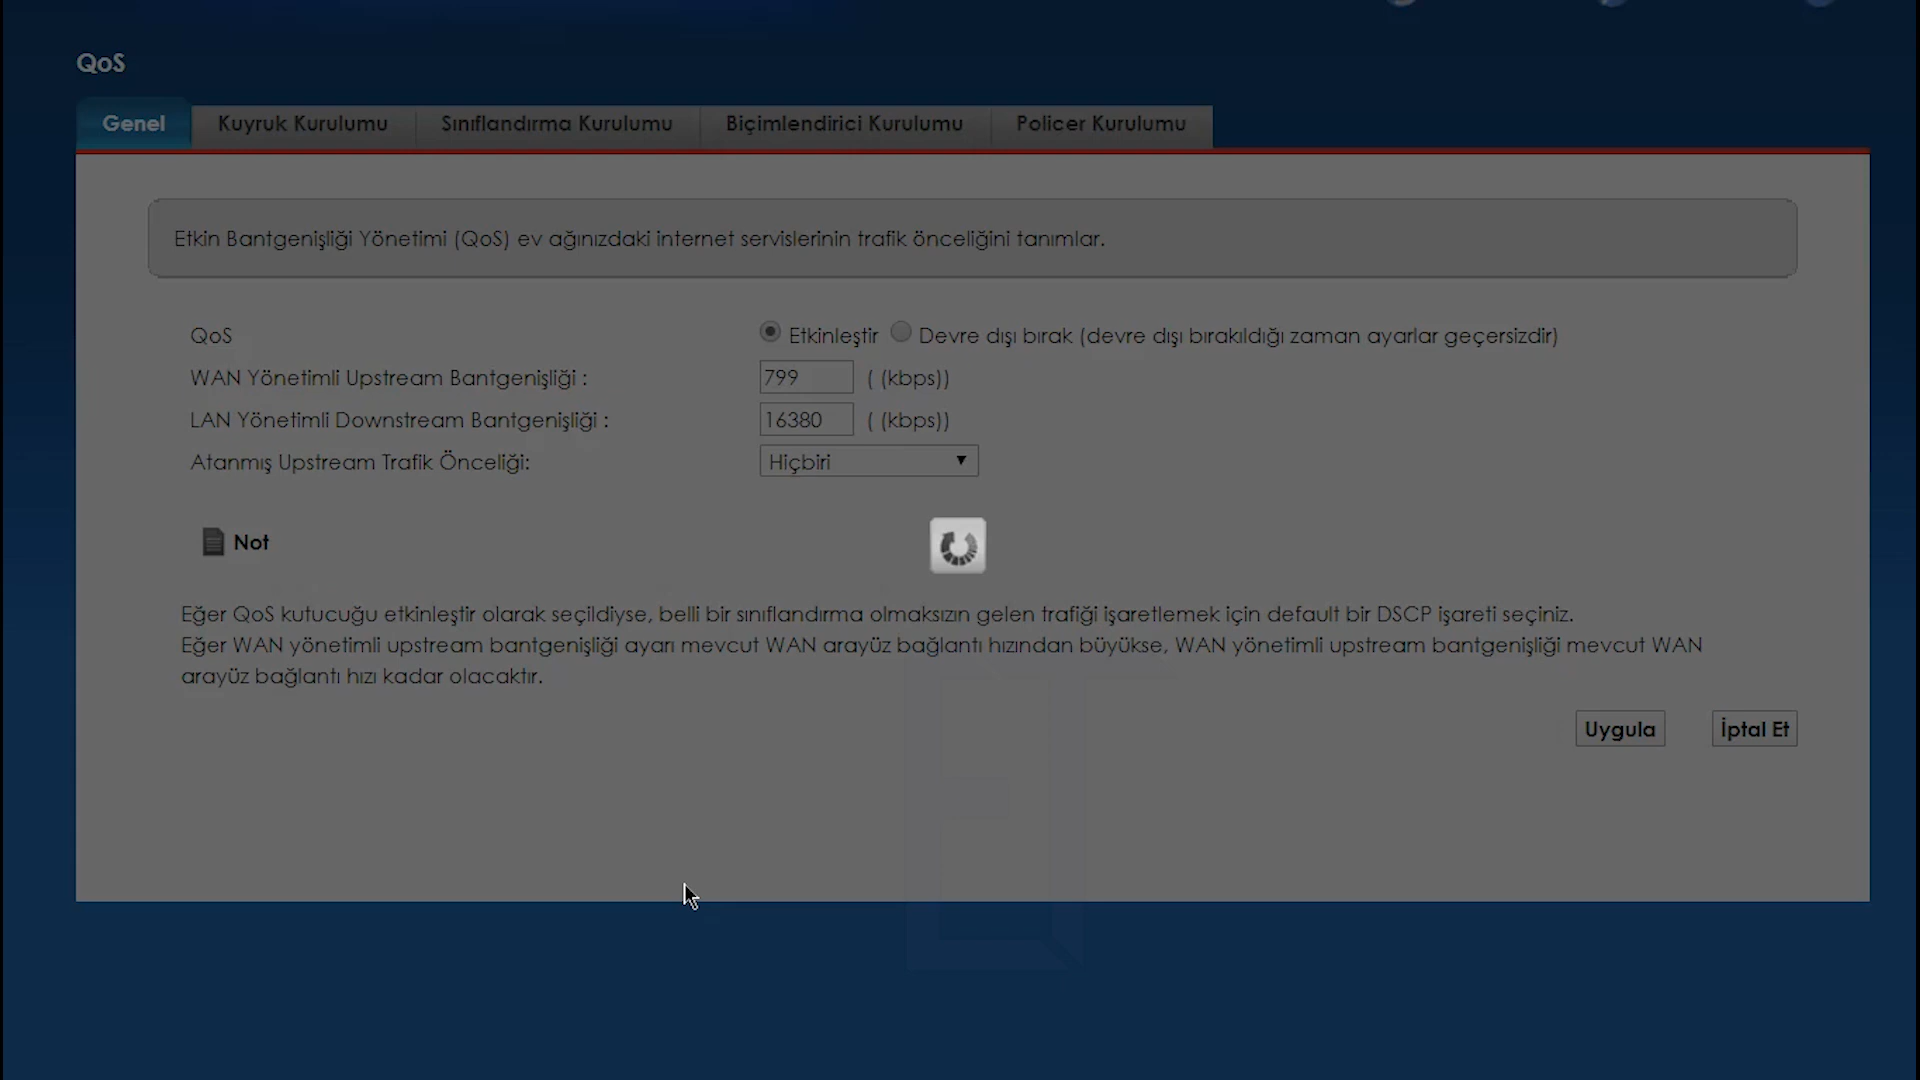 QoS
Genel
Kuyruk Kurulumu
Sınıflandırma Kurulumu
Biçimlendirici Kurulumu
Policer Kurulumu
Etkin Bantgenişliği Yönetimi (QoS) ev ağınızdaki internet servislerinin trafik önceliğini tanımlar.
QoS Etkinleştir Devre dışı bırak (devre dışı bırakıldığı zaman ayarlar geçersizdir)
WAN Yönetimli Upstream Bantgenişliği : 799 ( (kbps))
LAN Yönetimli Downstream Bantgenişliği : 16380 ( (kbps))
Atanmış Upstream Trafik Önceliği: Hiçbiri
Not
Eğer QoS kutucuğu etkinleştir olarak seçildiyse, belli bir sınıflandırma olmaksızın gelen trafiği işaretlemek için default bir DSCP işareti seçiniz.
Eğer WAN yönetimli upstream bantgenişliği ayarı mevcut WAN arayüz bağlantı hızından büyükse, WAN yönetimli upstream bantgenişliği mevcut WAN
arayüz bağlantı hızı kadar olacaktır.
Uygula
İptal Et